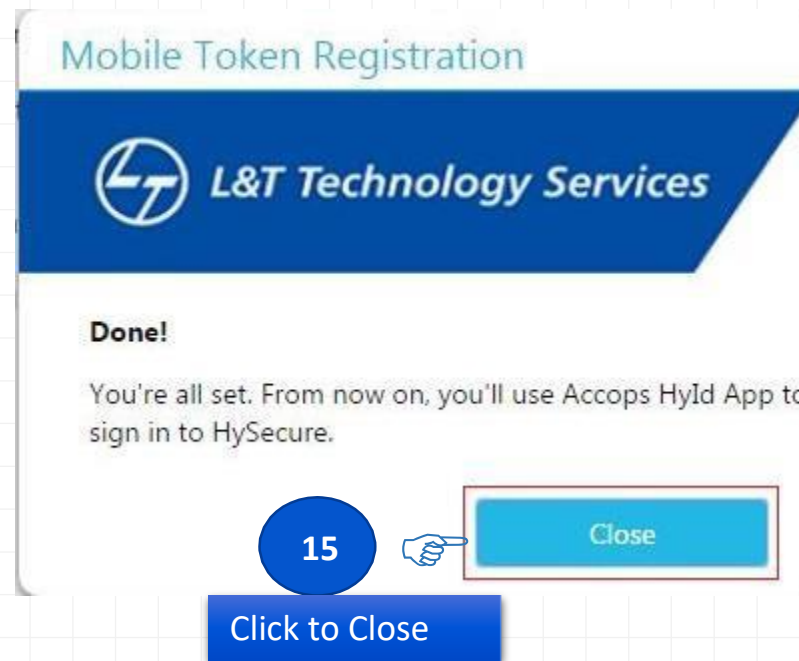 Mobile Token Registration
LT L&T Technology Services
Done!
You're all set. From now on, you'll use Accops HyId App to
sign in to HySecure.
15
Close
Click to Close